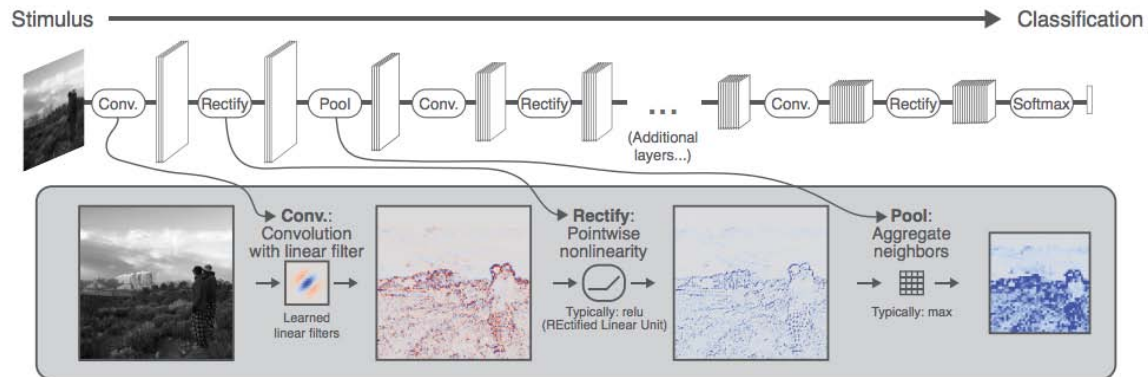 Stimulus
Classification
Conv.
Rectify
Pool
Conv.
Rectify
...
(Additional
layers...)
Conv.
Rectify
Softmax
Conv.:
Convolution
with linear filter
Learned
linear filters
Rectify:
Pointwise
nonlinearity
Typically: relu
(REctified Linear Unit)
Pool:
Aggregate
neighbors
Typically: max